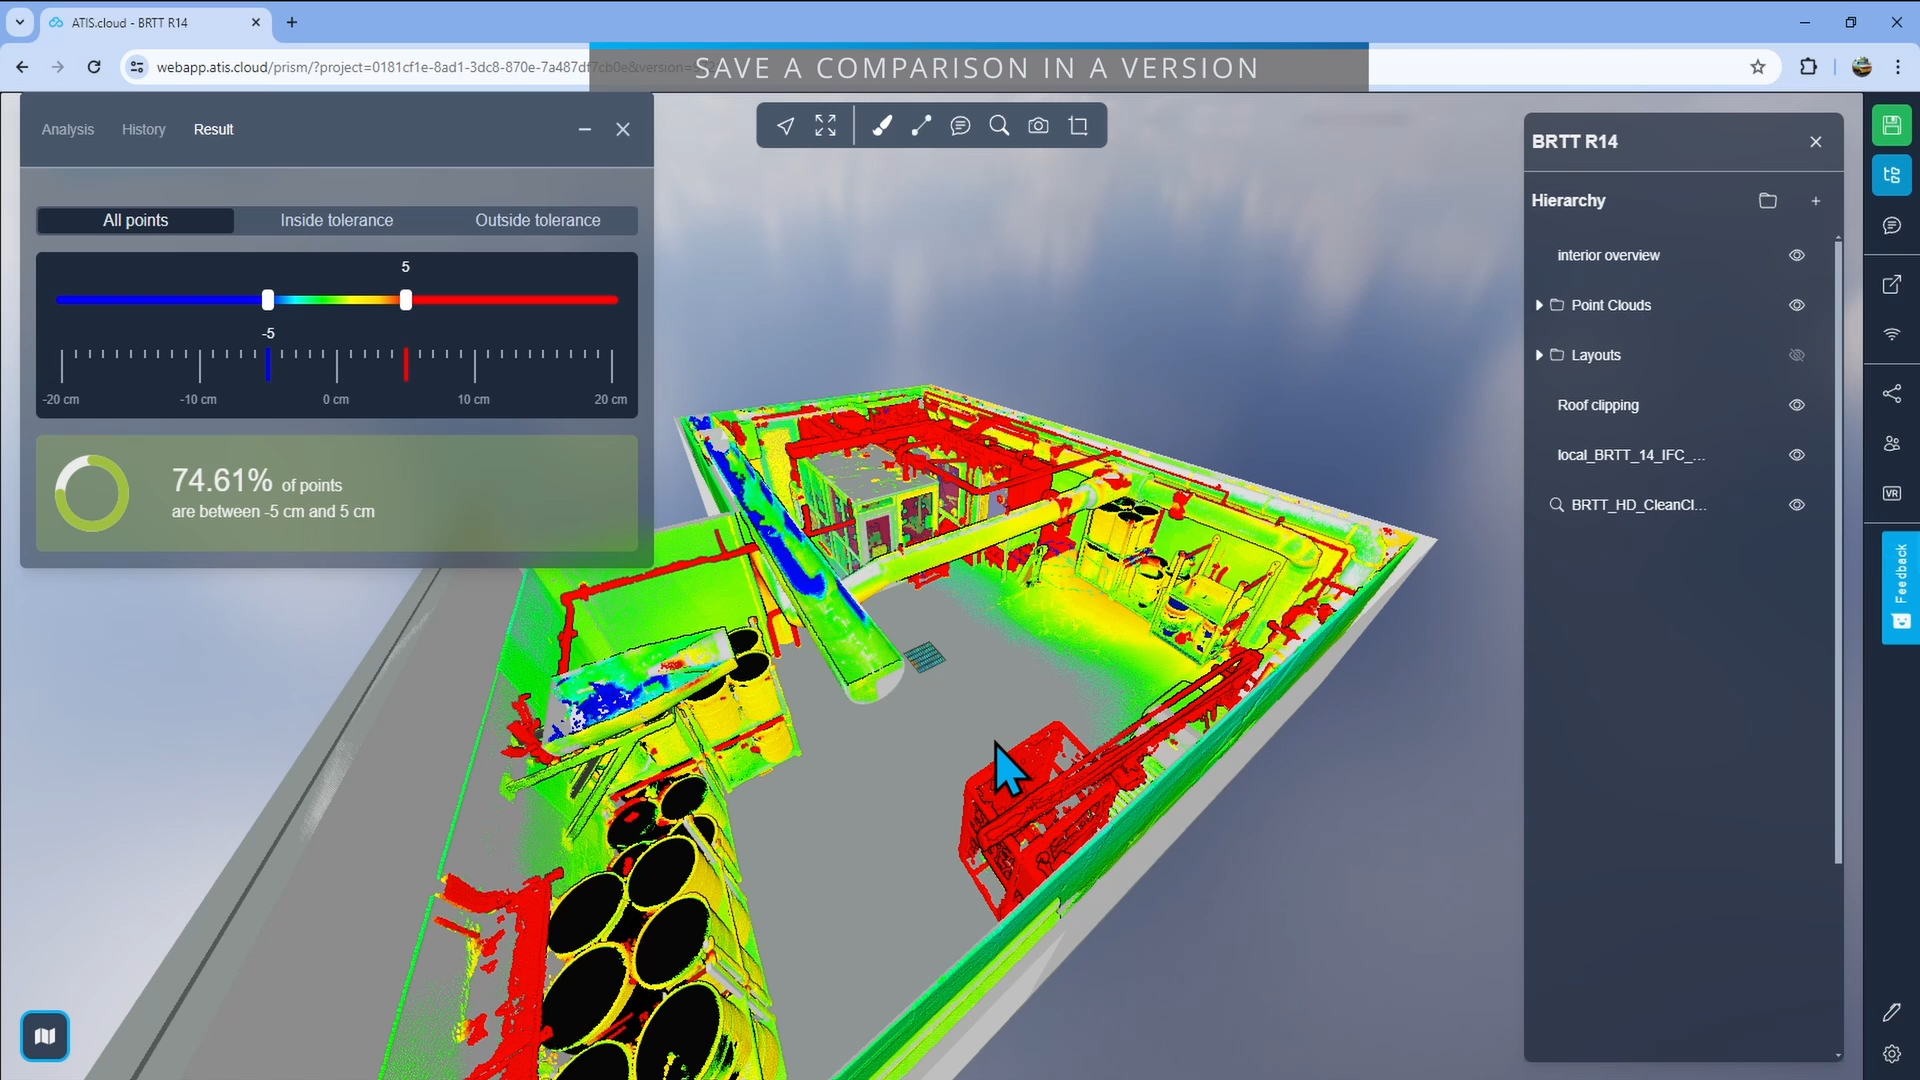 ATIS.cloud - BRTT R14
webapp.atis.cloud/prism/?project=0181cf1e-8ad1-3dc8-870e-7a487df7cb0e&version=
SAVE A COMPARISON IN A VERSION
Analysis
History
Result
All points
Inside tolerance
Outside tolerance
5
-5
-20 cm
-10 cm
0 cm
10 cm
20 cm
74.61% of points
are between -5 cm and 5 cm
BRTT R14
Hierarchy
interior overview
Point Clouds
Layouts
Roof clipping
local_BRTT_14_IFC_...
BRTT_HD_CleanCl...
VR
Feedback